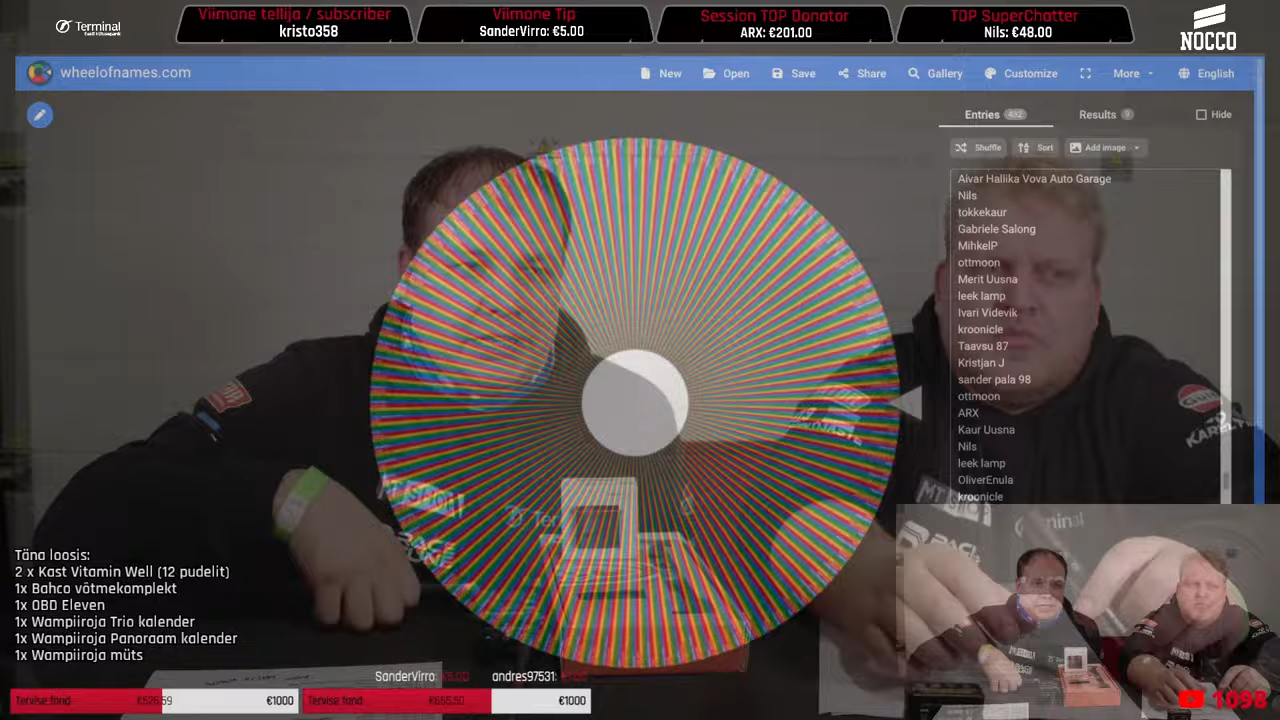 Terminal
Viimane tellija / subscriber
kristo358
Viimane Tip
SanderVirro: €5.00
Session TOP Donator
ARX: €201.00
TOP SuperChatter
Nils: €48.00
NOCCO
wheelofnames.com
New
Open
Save
Share
Gallery
Customize
More
English
Entries 432
Results 9
Hide
Shuffle
Sort
Add image
Aivar Hallika Vova Auto Garage
Nils
tokkekaur
Gabriele Salong
MihkelP
ottmoon
Merit Uusna
leek lamp
Ivari Videvik
kroonicle
Taavsu 87
Kristjan J
sander pala 98
ottmoon
ARX
Kaur Uusna
Nils
leek lamp
OliverEnula
kroonicle
Täna loosis:
2 x Kast Vitamin Well (12 pudelit)
1x Bahco võtmekomplekt
1x OBD Eleven
1x Wampiiroja Trio kalender
1x Wampiiroja Panoraam kalender
1x Wampiiroja müts
SanderVirro: €5.00
andres97531:
Tervise fond
€1000
Tervise fond
€1000
1098